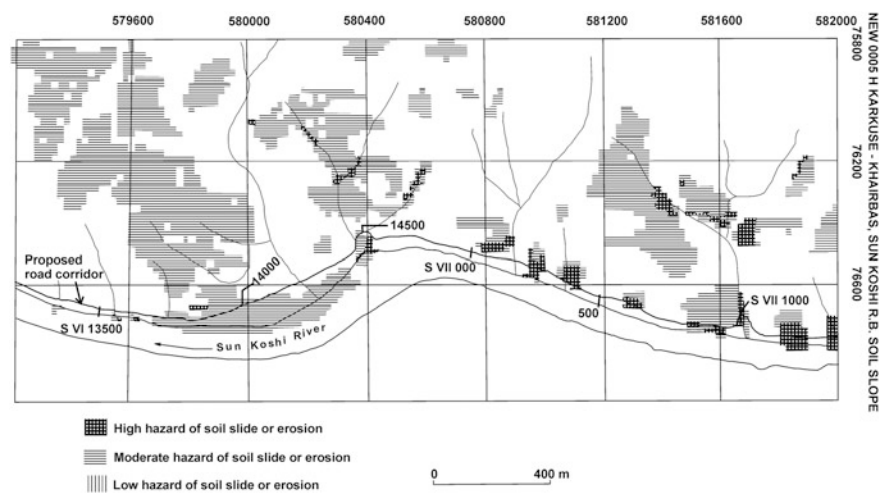 579600 580000 580400 580800 581200 581600 582000
75800
NEW 0005 H KARKUSE - KHAIRBAS, SUN KOSHI R.B. SOIL SLOPE
76200
14500
Proposed
road corridor
14000
S VII 000
76600
S VI 13500
500
S VII 1000
Sun Koshi River
High hazard of soil slide or erosion
Moderate hazard of soil slide or erosion
Low hazard of soil slide or erosion
0 400 m